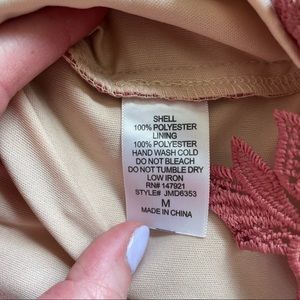 SHELL
100% POLYESTER
LINING
100% POLYESTER
HAND WASH COLD
DO NOT BLEACH
DO NOT TUMBLE DRY
LOW IRON
RN# 147921
STYLE# JMD6353
M
MADE IN CHINA